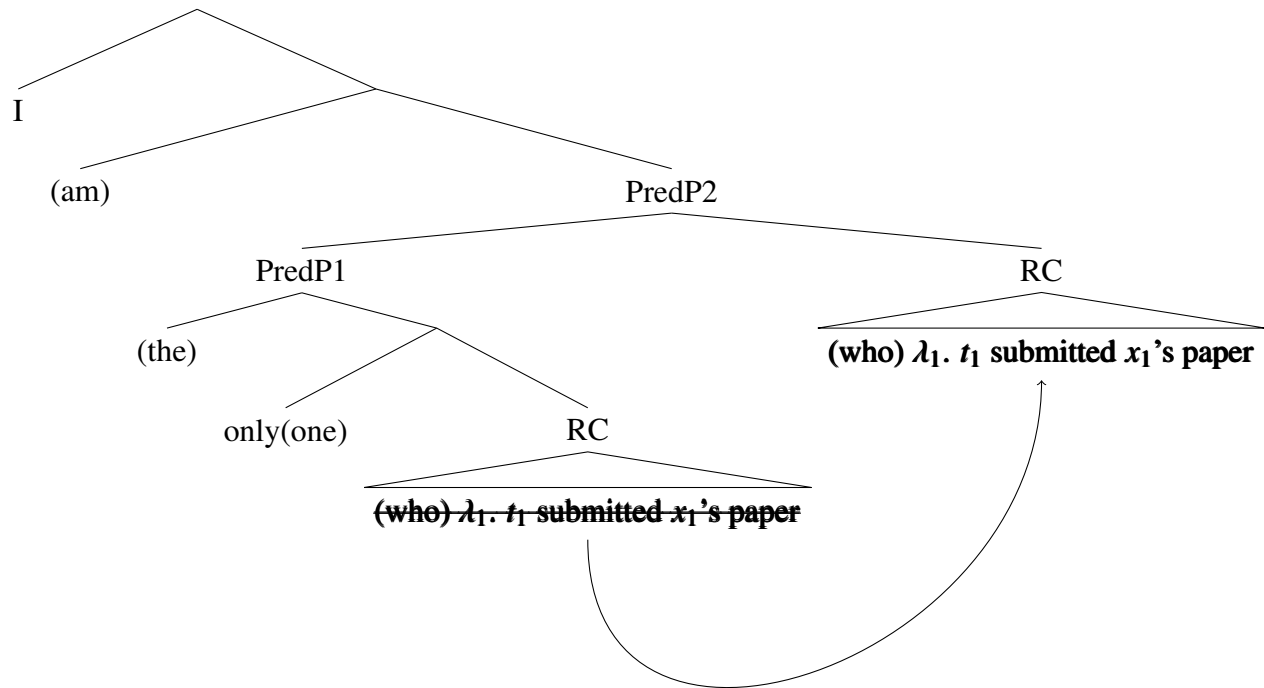 I
(am)
PredP2
PredP1
RC
(the)
(who) λ₁. t₁ submitted x₁’s paper
only(one)
RC
(who) λ₁. t₁ submitted x₁’s paper